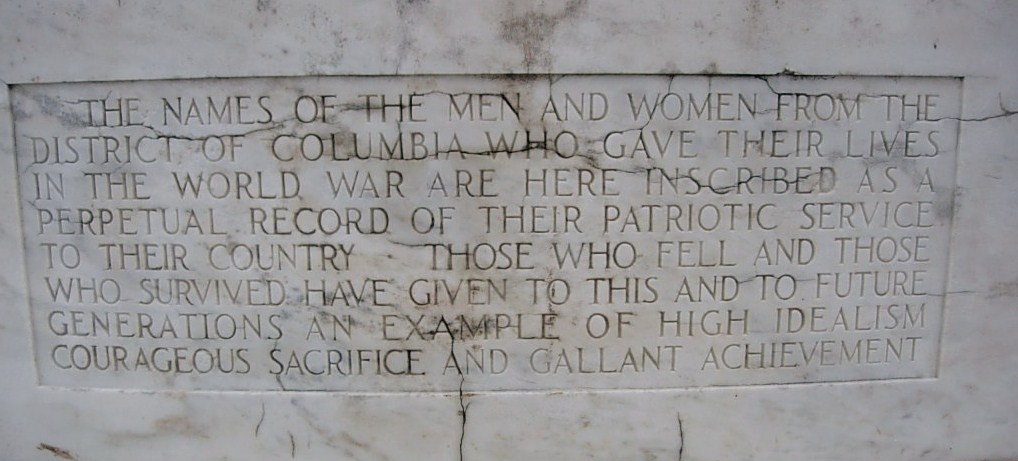 THE NAMES OF THE MEN AND WOMEN FROM THE
DISTRICT OF COLUMBIA WHO GAVE THEIR LIVES
IN THE WORLD WAR ARE HERE INSCRIBED AS A
PERPETUAL RECORD OF THEIR PATRIOTIC SERVICE
TO THEIR COUNTRY THOSE WHO FELL AND THOSE
WHO SURVIVED HAVE GIVEN TO THIS AND TO FUTURE
GENERATIONS AN EXAMPLE OF HIGH IDEALISM
COURAGEOUS SACRIFICE AND GALLANT ACHIEVEMENT